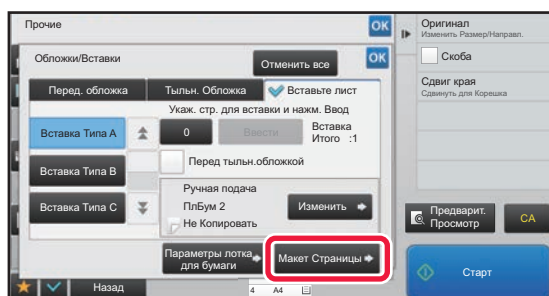 Прочие
OK
Обложки/Вставки
Отменить все
OK
Перед. обложка
Тыльн. Обложка
Вставьте лист
Укаж. стр. для вставки и нажм. Ввод
Вставка Типа A
0
Ввести
Вставка
Итого :1
Вставка Типа B
Перед тыльн.обложкой
Вставка Типа C
Ручная подача
ПлБум 2
Не Копировать
Изменить
Параметры лотка
для бумаги
Макет Страницы
Назад
4 A4
Оригинал
Изменить Размер/Направл.
Скоба
Сдвиг края
Сдвинуть для Корешка
Предварит.
Просмотр
CA
Старт